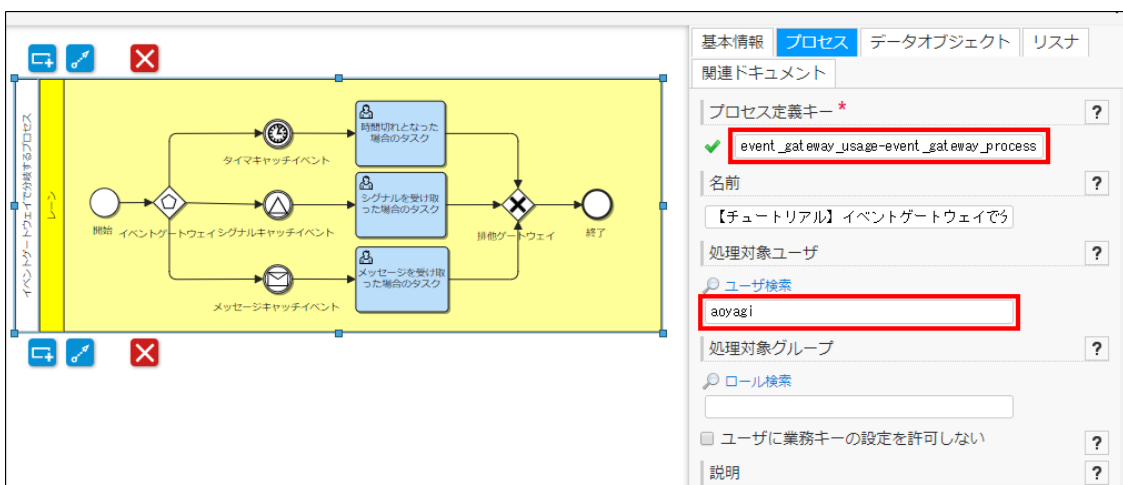 基本情報 プロセス データオブジェクト リスナ
関連ドキュメント
プロセス定義キー * ?
event_gateway_usage-event_gateway_process
名前 ?
【チュートリアル】イベントゲートウェイで分
処理対象ユーザ ?
ユーザ検索
aoyagi
処理対象グループ ?
ロール検索
ユーザに業務キーの設定を許可しない ?
説明 ?
イベントゲートウェイで分岐するプロセス
レーン
開始
イベントゲートウェイ
タイマキャッチイベント
シグナルキャッチイベント
メッセージキャッチイベント
時間切れとなった
場合のタスク
シグナルを受け取
った場合のタスク
メッセージを受け取
った場合のタスク
排他ゲートウェイ
終了